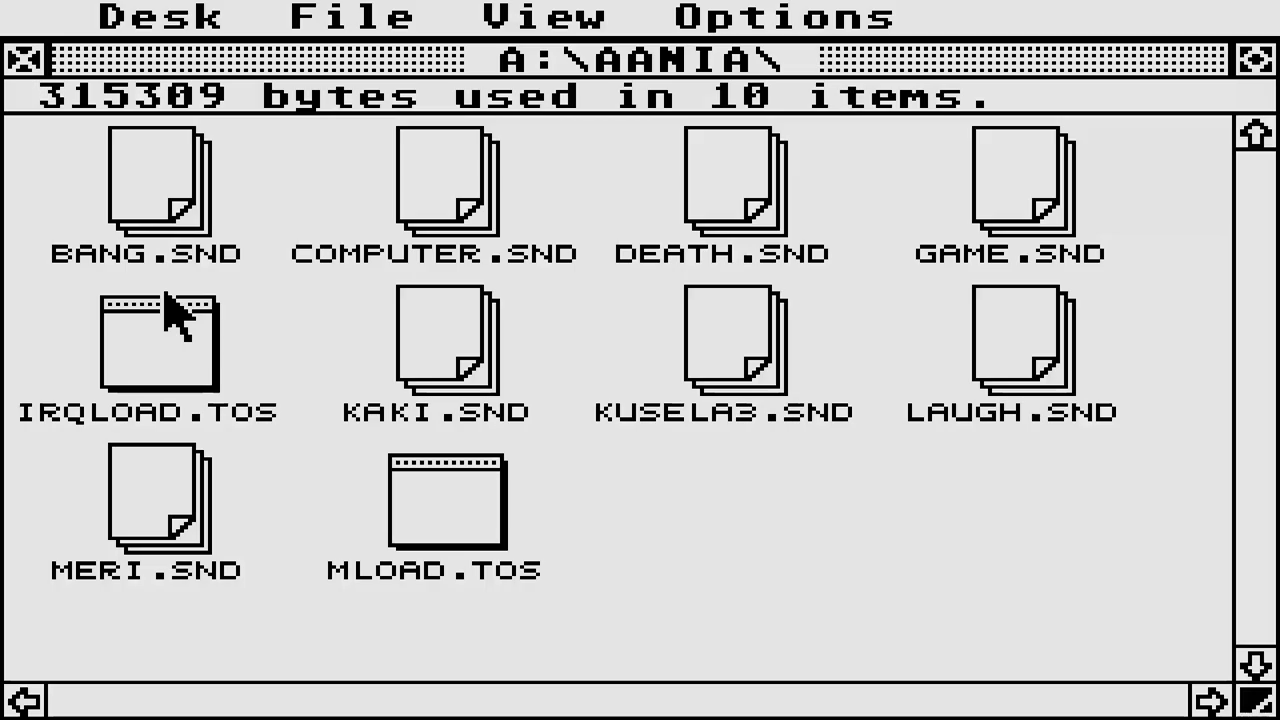 Desk File View Options
A:\AANIA\
315309 bytes used in 10 items.
BANG.SND COMPUTER.SND DEATH.SND GAME.SND
IRQLOAD.TOS KAKI.SND KUSELA3.SND LAUGH.SND
MERI.SND MLOAD.TOS